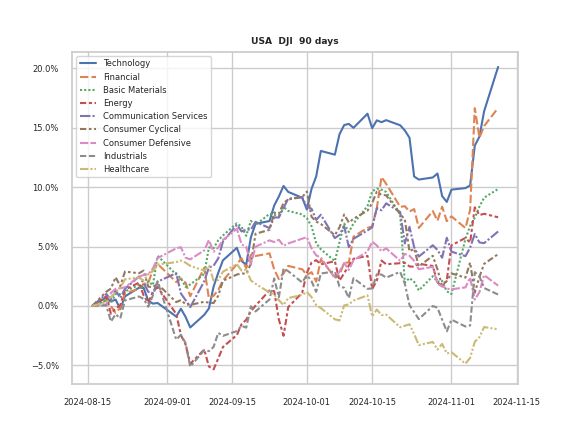 USA  DJI  90 days
20.0%
15.0%
10.0%
5.0%
0.0%
−5.0%
Technology
Financial
Basic Materials
Energy
Communication Services
Consumer Cyclical
Consumer Defensive
Industrials
Healthcare
2024-08-15
2024-09-01
2024-09-15
2024-10-01
2024-10-15
2024-11-01
2024-11-15